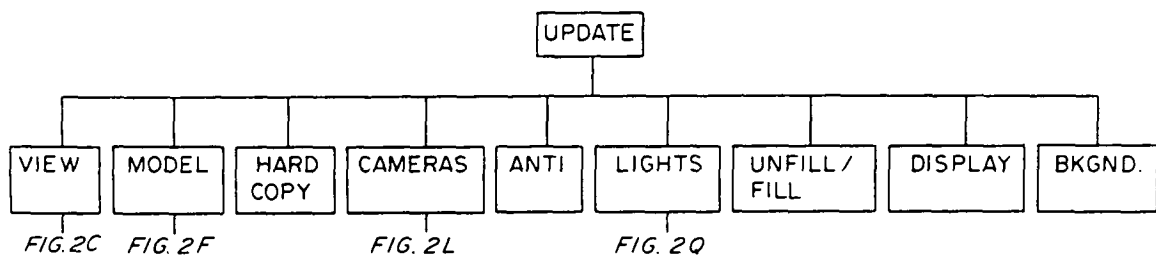 UPDATE
VIEW
MODEL
HARD
COPY
CAMERAS
ANTI
LIGHTS
UNFILL/
FILL
DISPLAY
BKGND.
FIG. 2C
FIG. 2F
FIG. 2L
FIG. 2Q